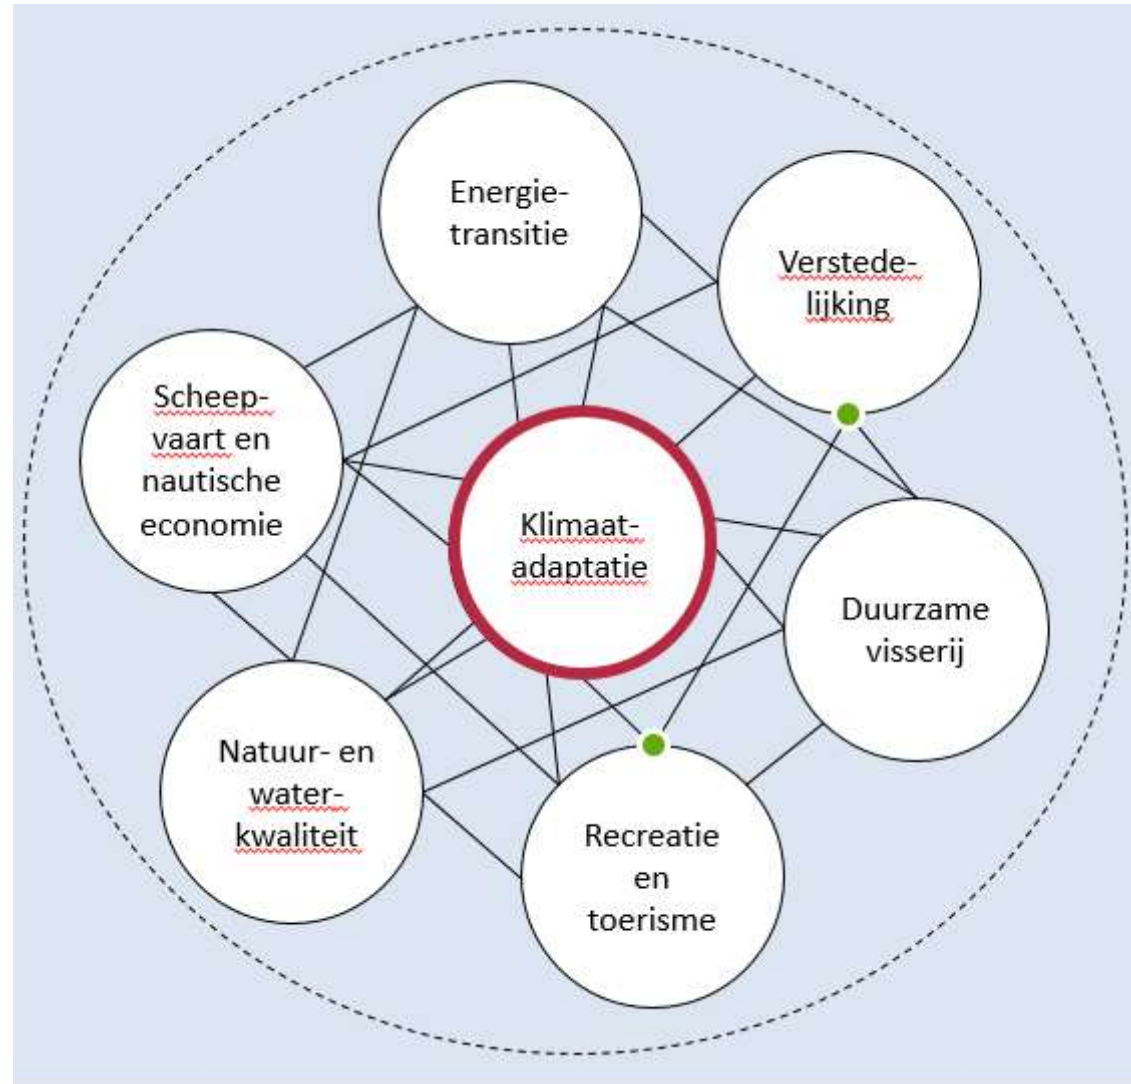 Energie-
transitie
Verstede-
lijking
Scheep-
vaart en
nautische
economie
Klimaat-
adaptatie
Duurzame
visserij
Natuur- en
water-
kwaliteit
Recreatie
en
toerisme